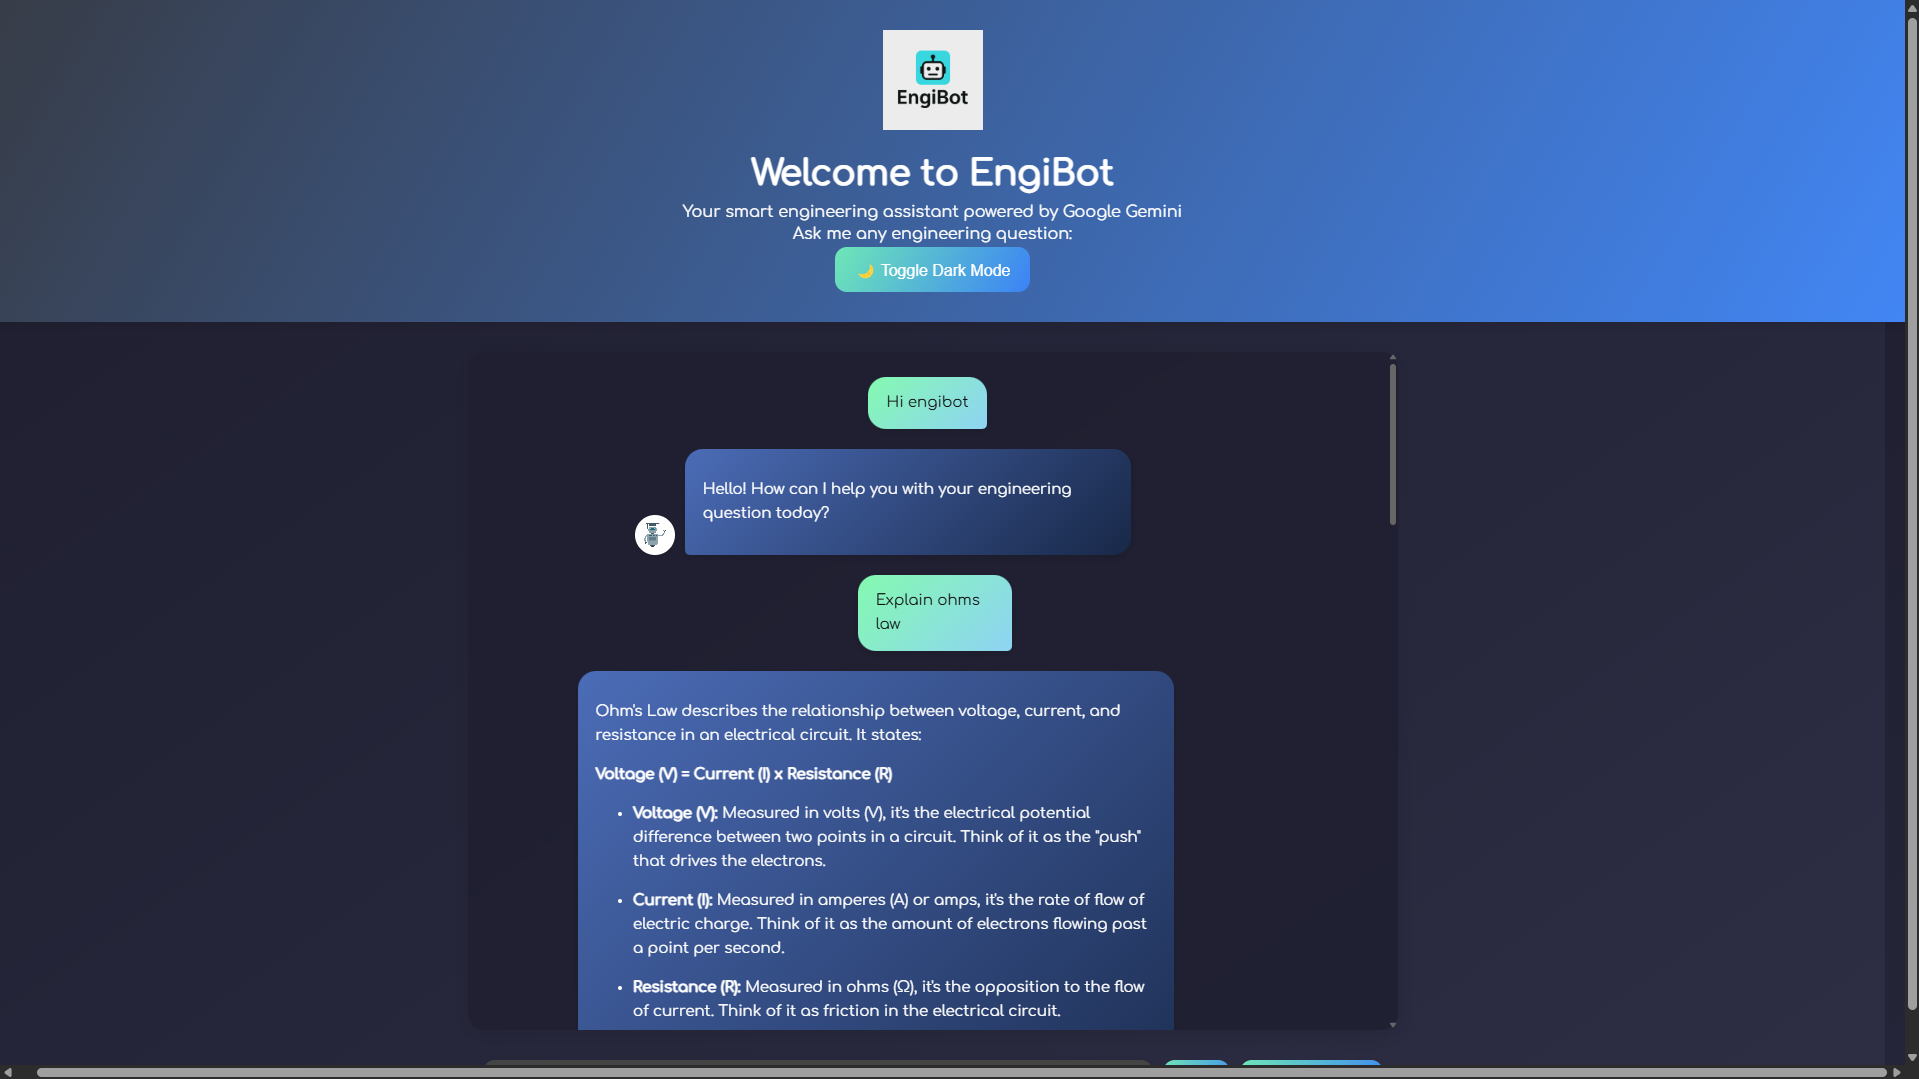 EngiBot
Welcome to EngiBot
Your smart engineering assistant powered by Google Gemini
Ask me any engineering question:
🌙 Toggle Dark Mode
Hi engibot
Hello! How can I help you with your engineering
question today?
Explain ohms
law
Ohm's Law describes the relationship between voltage, current, and
resistance in an electrical circuit. It states:
Voltage (V) = Current (I) x Resistance (R)
• Voltage (V): Measured in volts (V), it's the electrical potential
difference between two points in a circuit. Think of it as the "push"
that drives the electrons.
• Current (I): Measured in amperes (A) or amps, it's the rate of flow of
electric charge. Think of it as the amount of electrons flowing past
a point per second.
• Resistance (R): Measured in ohms (Ω), it's the opposition to the flow
of current. Think of it as friction in the electrical circuit.